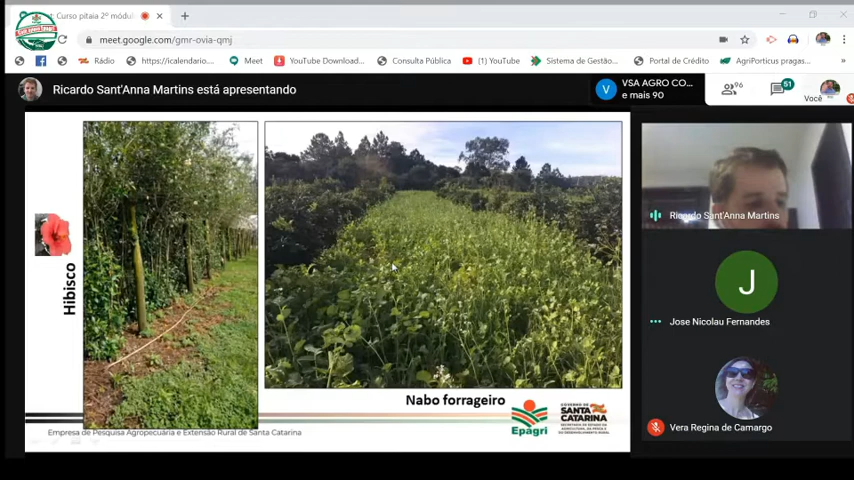 : Curso pitaia 2º módul
meet.google.com/gmr-ovia-qmj
Rádio
https://icalendario...
Meet
YouTube Download...
Consulta Pública
(1) YouTube
Sistema de Gestão...
Portal de Crédito
AgriPorticus pragas...
»
Ricardo Sant'Anna Martins está apresentando
V
VSA AGRO CO...
e mais 90
96
51
Você
Hibisco
Nabo forrageiro
Empresa de Pesquisa Agropecuária e Extensão Rural de Santa Catarina
Epagri
GOVERNO DE
SANTA
CATARINA
Ricardo Sant'Anna Martins
J
Jose Nicolau Fernandes
Vera Regina de Camargo